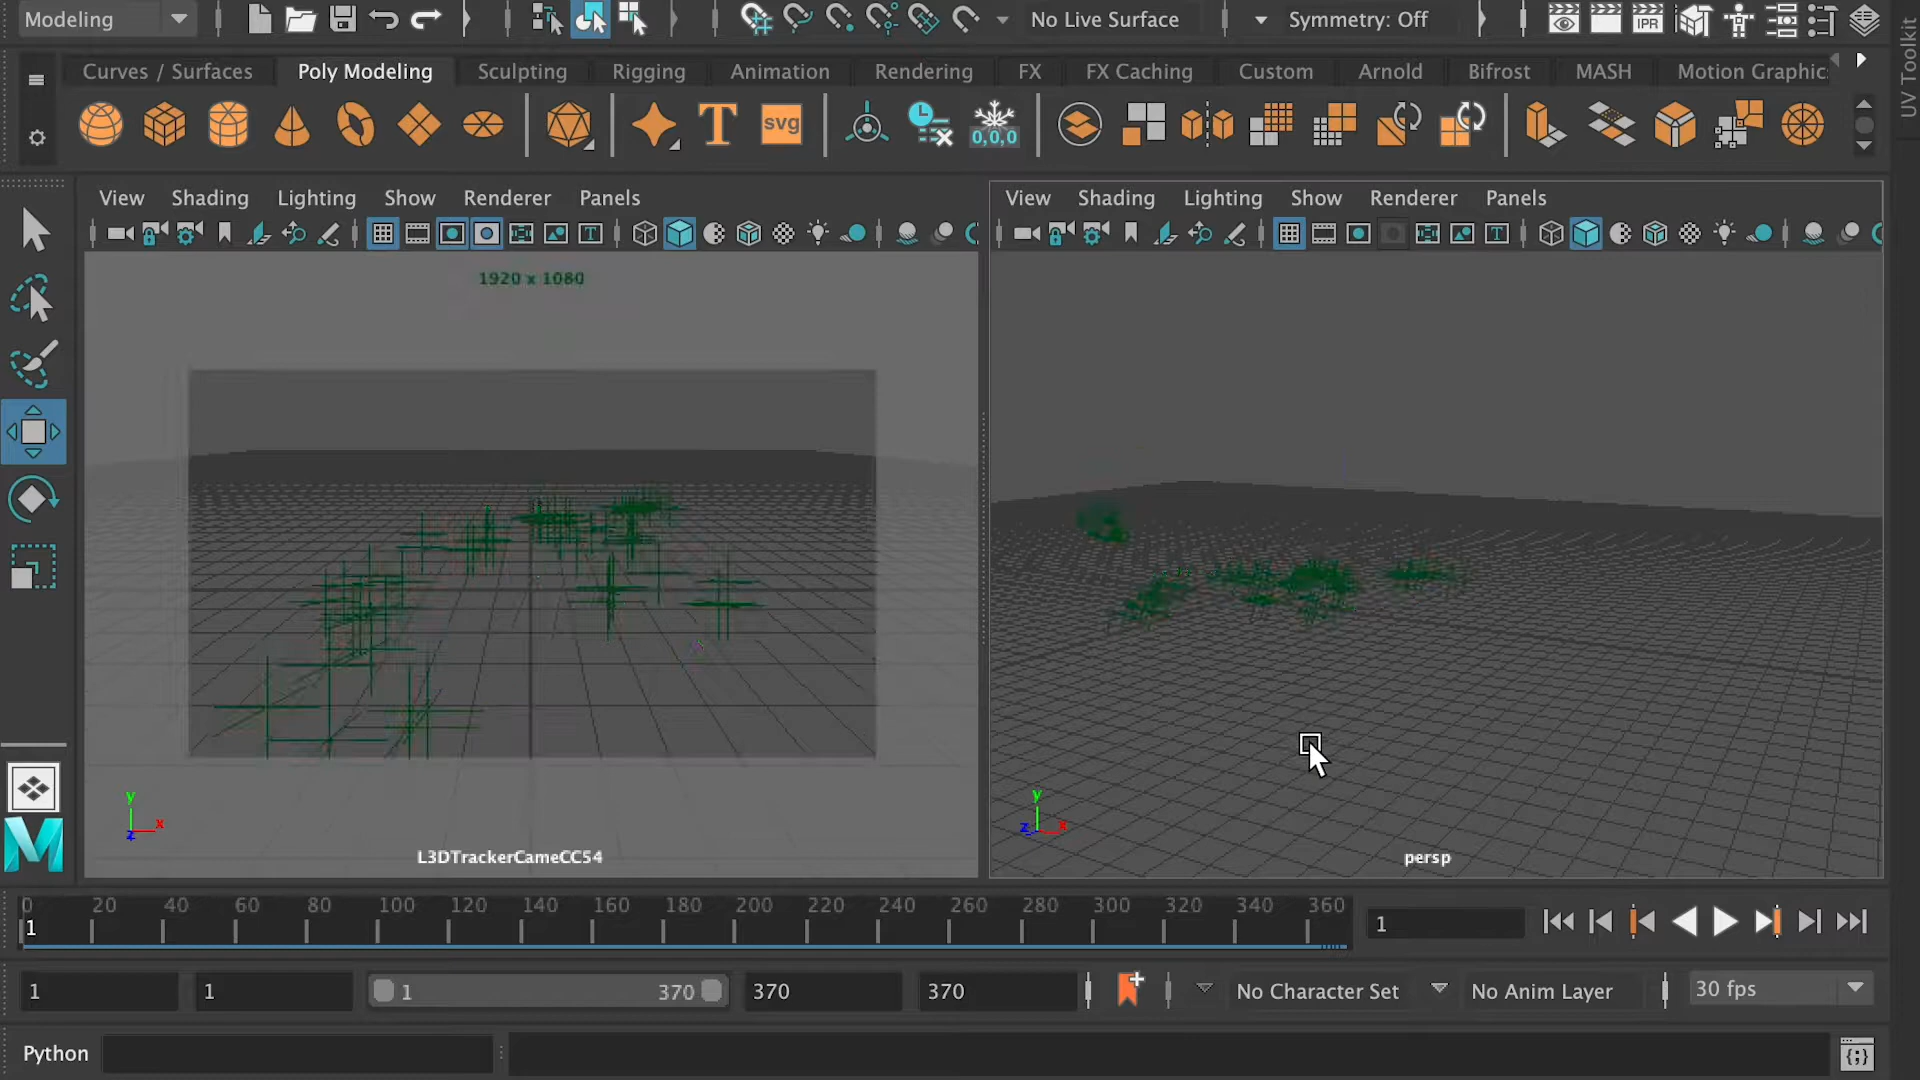 Modeling
No Live Surface
Symmetry: Off
IPR
Curves / Surfaces
Poly Modeling
Sculpting
Rigging
Animation
Rendering
FX
FX Caching
Custom
Arnold
Bifrost
MASH
Motion Graphic
UV Toolkit
T
svg
0,0,0
View Shading Lighting Show Renderer Panels
View Shading Lighting Show Renderer Panels
T
T
1920 x 1080
y
x
z
L3DTrackerCameCC54
y
z
x
persp
M
0 20 40 60 80 100 120 140 160 180 200 220 240 260 280 300 320 340 360
1
1
1
1
1
370
370
370
No Character Set
No Anim Layer
30 fps
Python